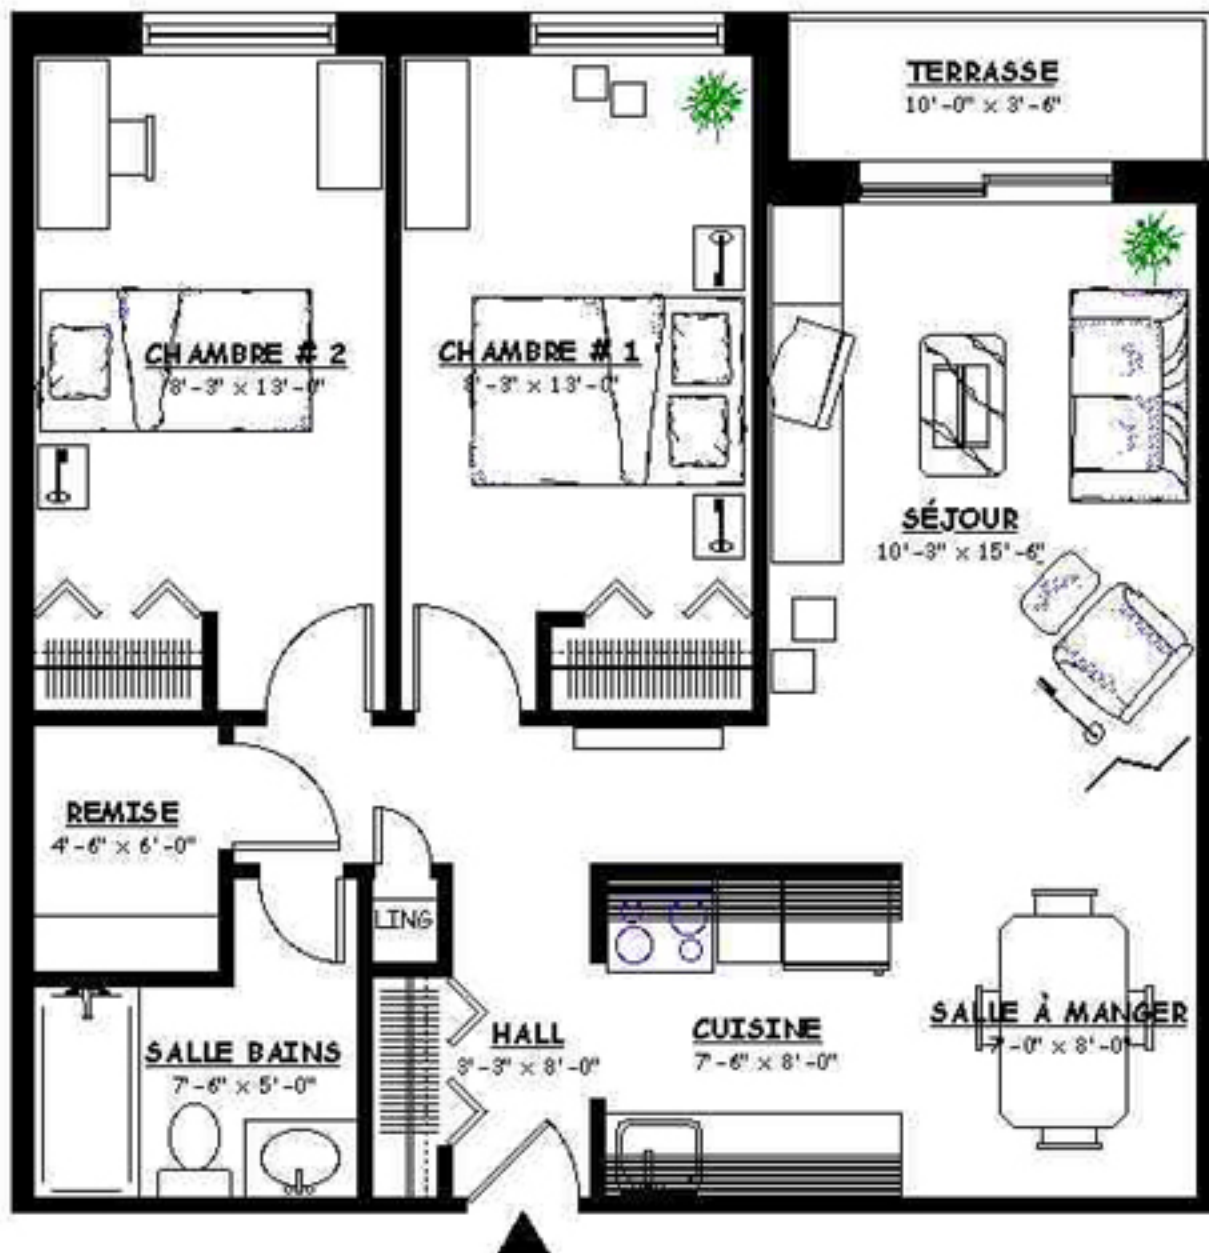 TERRASSE
10'-0" x 3'-6"
CHAMBRE # 2
8'-3" x 13'-0"
CHAMBRE # 1
8'-3" x 13'-0"
SÉJOUR
10'-3" x 15'-6"
REMISE
4'-6" x 6'-0"
LING
SALLE BAINS
7'-6" x 5'-0"
HALL
3'-3" x 8'-0"
CUISINE
7'-6" x 8'-0"
SALLE À MANGER
7'-0" x 8'-0"